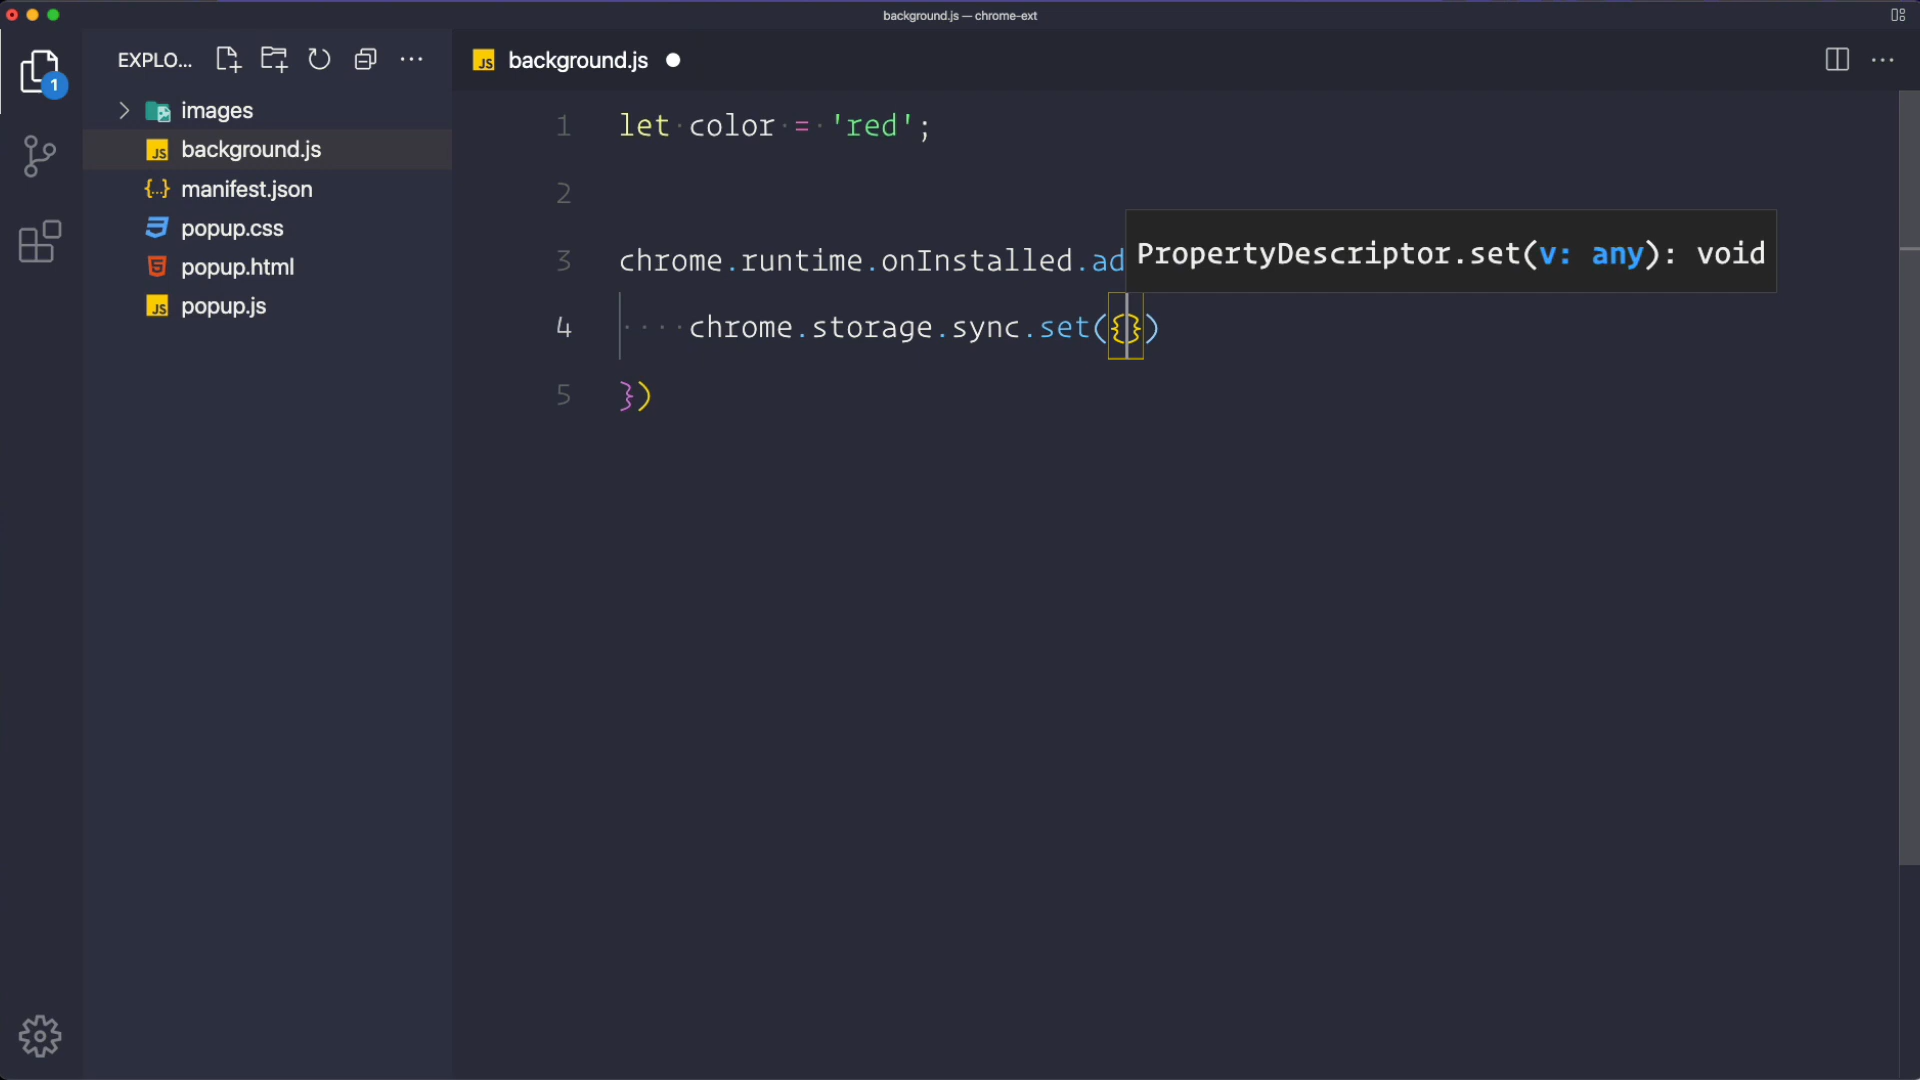 background.js — chrome-ext
EXPLO...
background.js
1
images
background.js
manifest.json
popup.css
popup.html
popup.js
1 let color = 'red';
2
3 chrome.runtime.onInstalled.ad
PropertyDescriptor.set(v: any): void
4 chrome.storage.sync.set({})
5 })